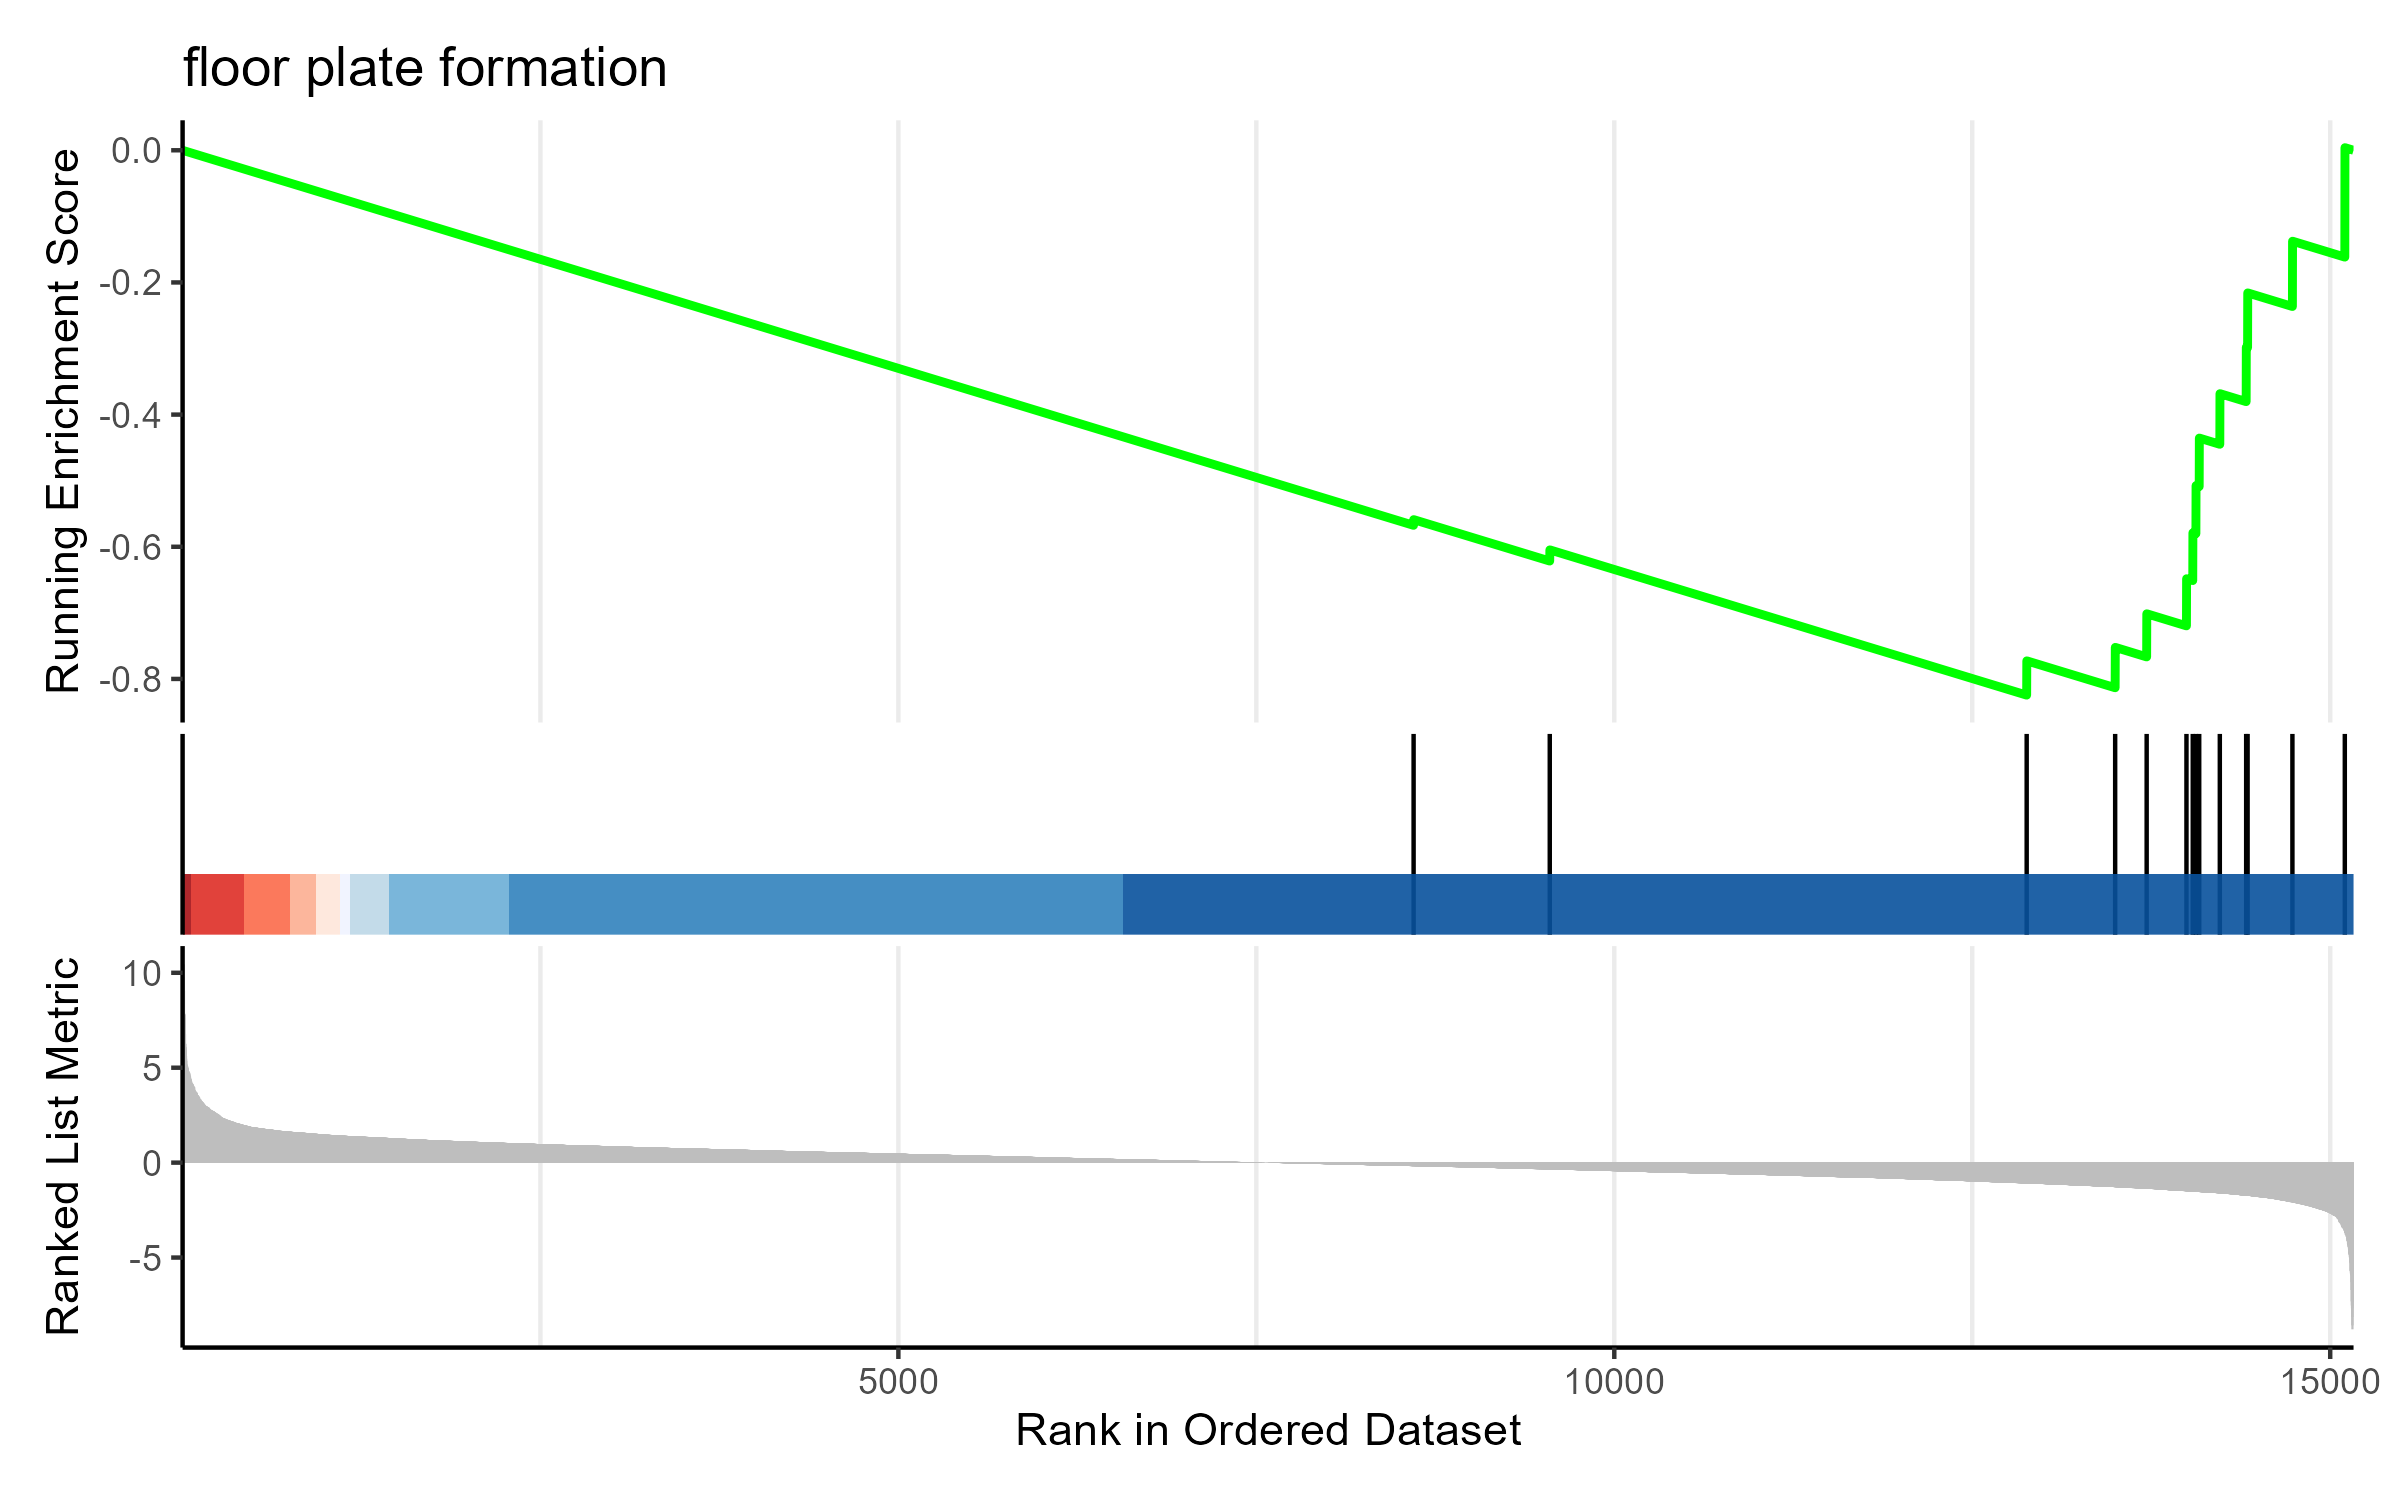 floor plate formation
Running Enrichment Score
0.0
-0.2
-0.4
-0.6
-0.8
Ranked List Metric
10
5
0
-5
5000 10000 15000
Rank in Ordered Dataset